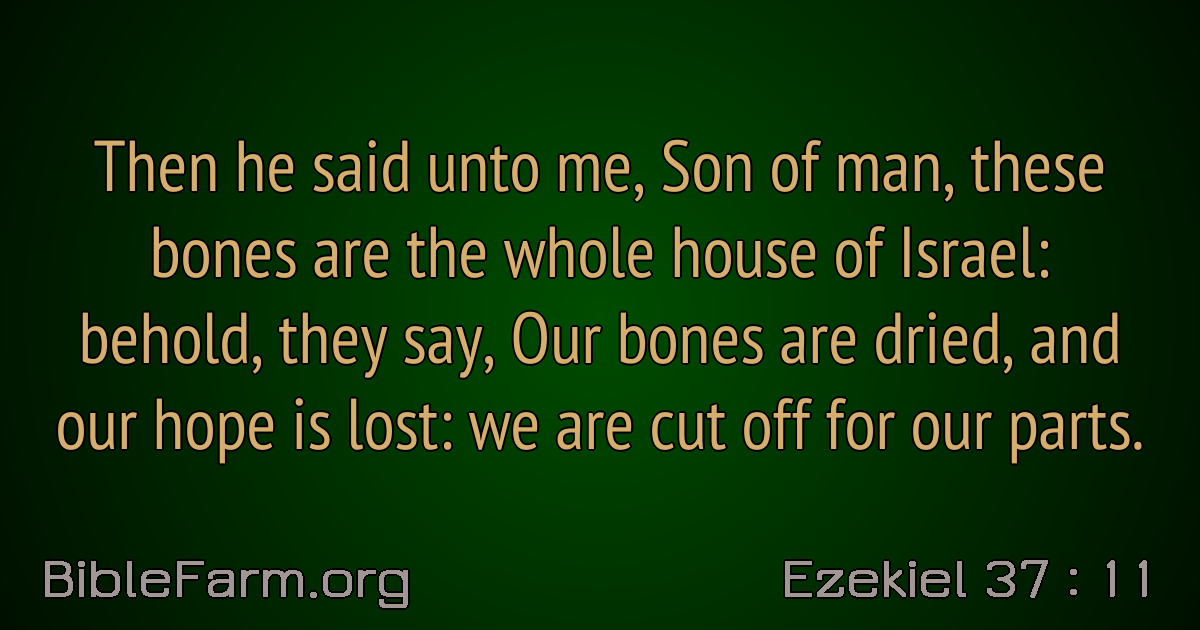 Then he said unto me, Son of man, these
bones are the whole house of Israel:
behold, they say, Our bones are dried, and
our hope is lost: we are cut off for our parts.
BibleFarm.org
Ezekiel 37 : 11